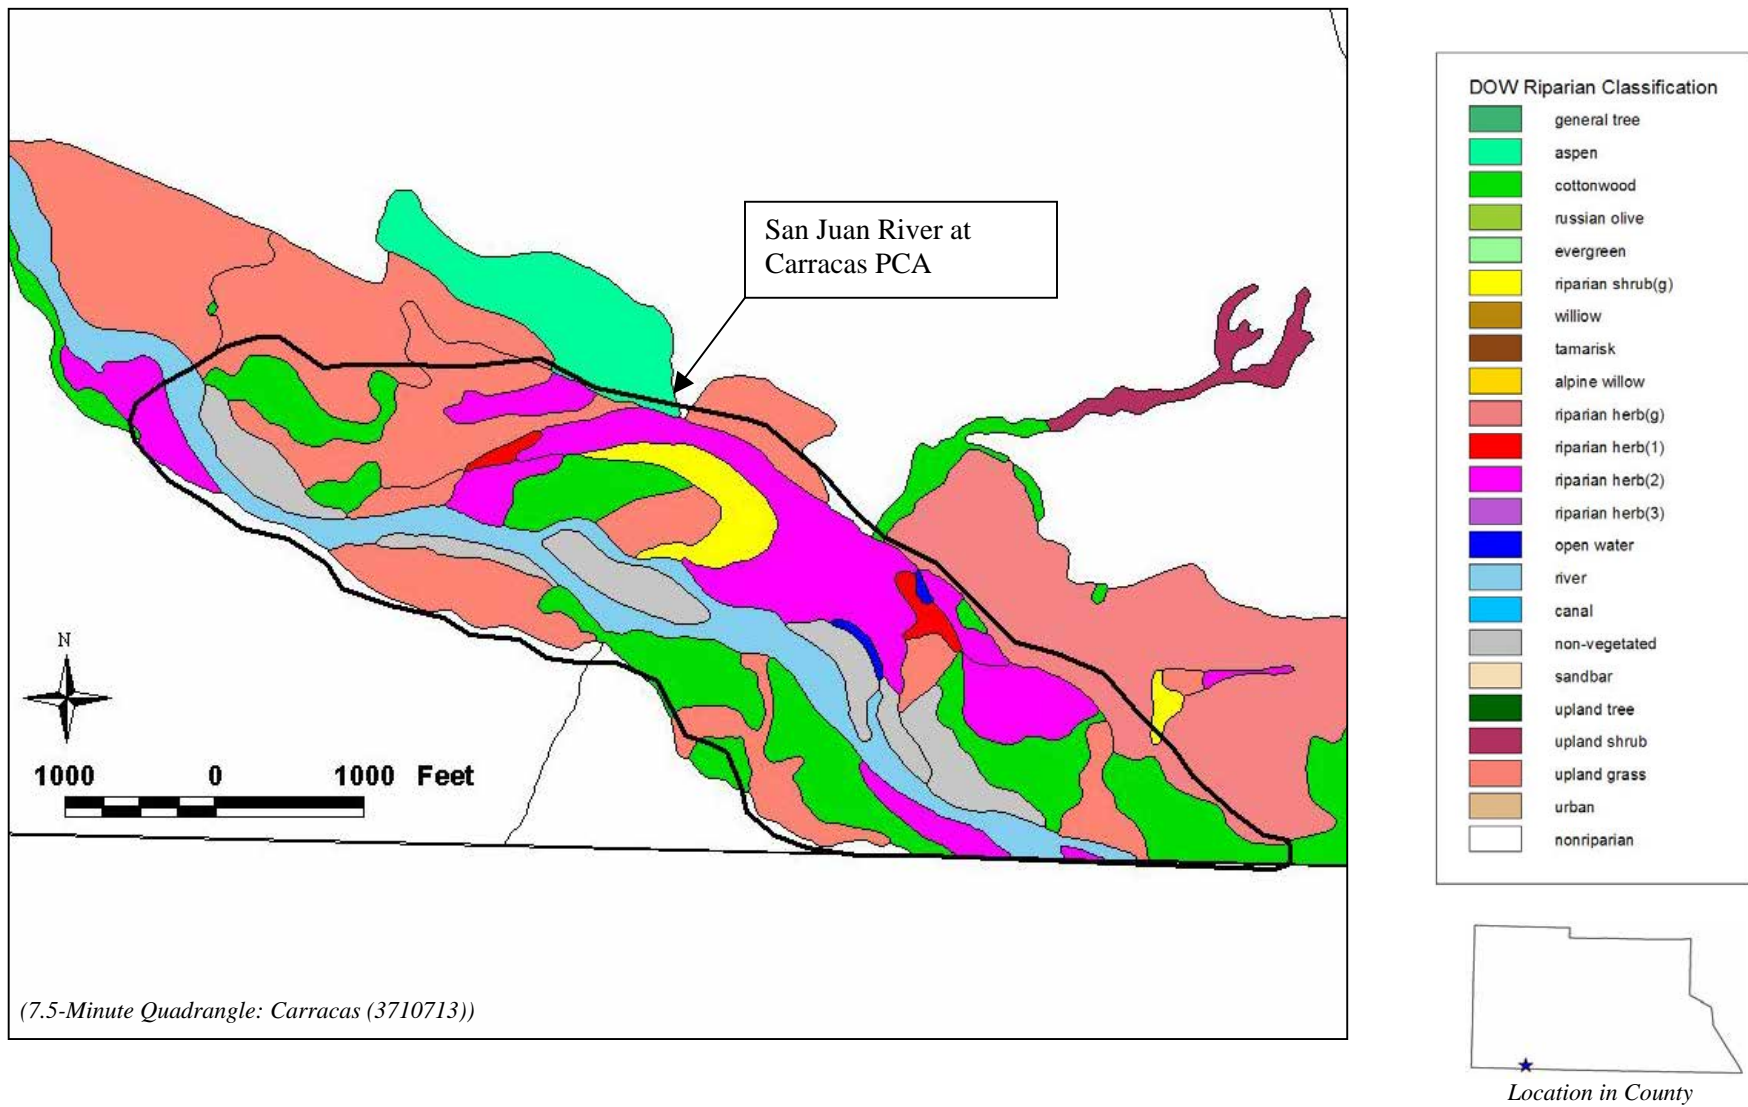 San Juan River at
Carracas PCA
N
1000 0 1000 Feet
(7.5-Minute Quadrangle: Carracas (3710713))
DOW Riparian Classification
general tree
aspen
cottonwood
russian olive
evergreen
riparian shrub(g)
williow
tamarisk
alpine willow
riparian herb(g)
riparian herb(1)
riparian herb(2)
riparian herb(3)
open water
river
canal
non-vegetated
sandbar
upland tree
upland shrub
upland grass
urban
nonriparian
Location in County